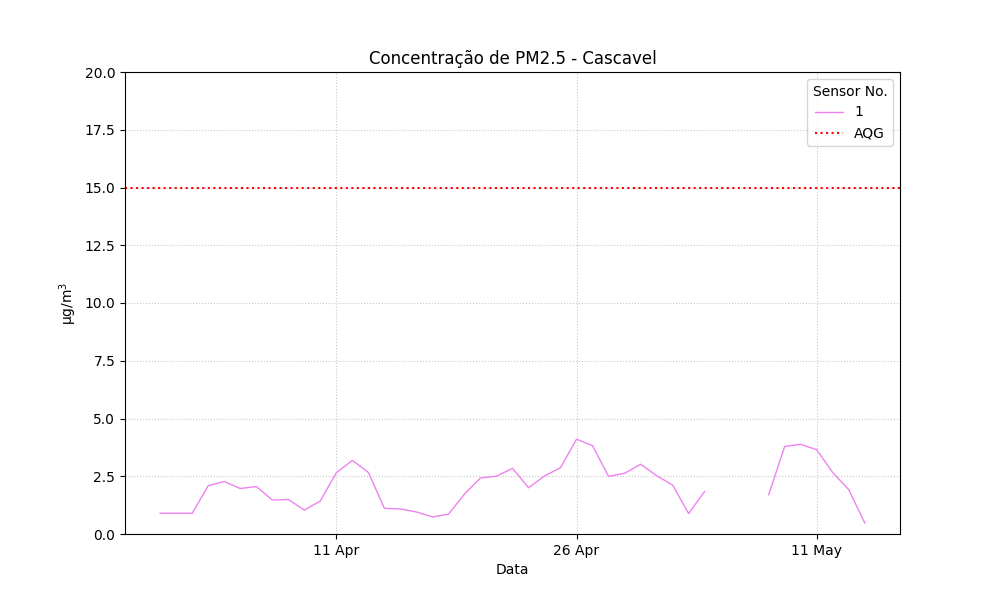 Concentração de PM2.5 - Cascavel
20.0
17.5
15.0
12.5
10.0
7.5
5.0
2.5
0.0
µg/m³
Sensor No.
1
AQG
11 Apr
26 Apr
11 May
Data